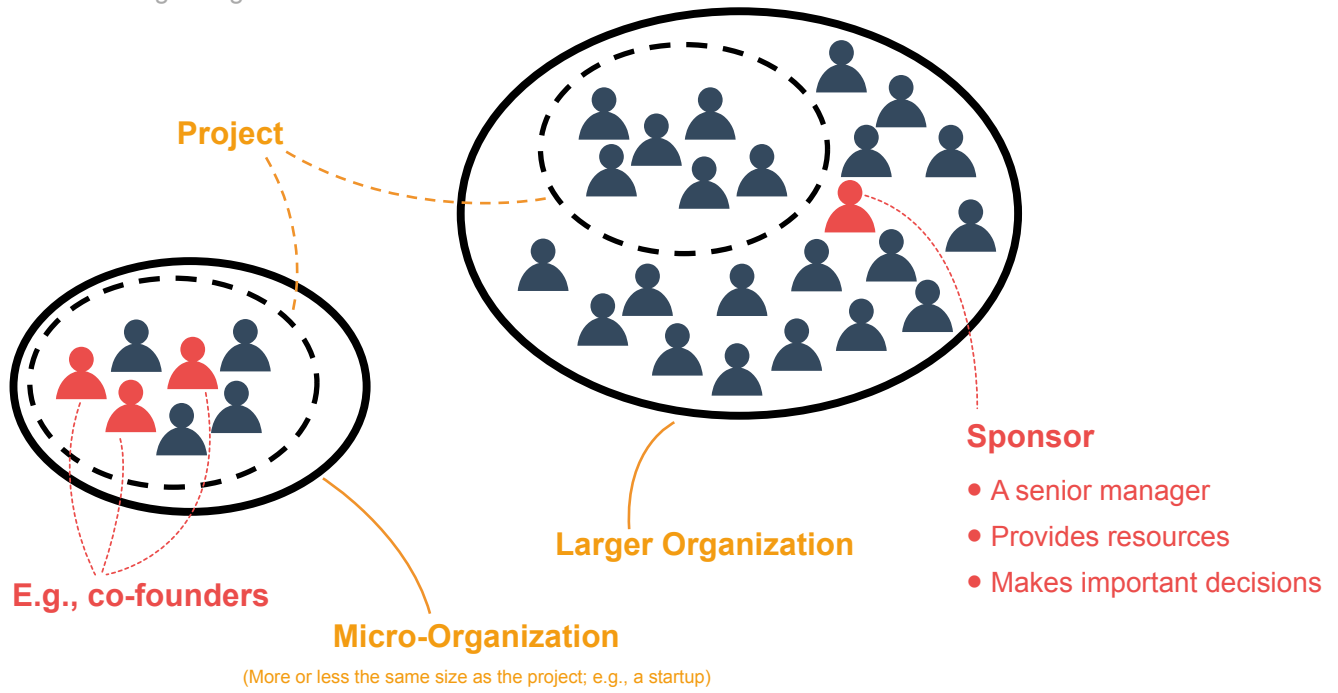 Project
Sponsor
● A senior manager
● Provides resources
● Makes important decisions
Larger Organization
E.g., co-founders
Micro-Organization
(More or less the same size as the project; e.g., a startup)